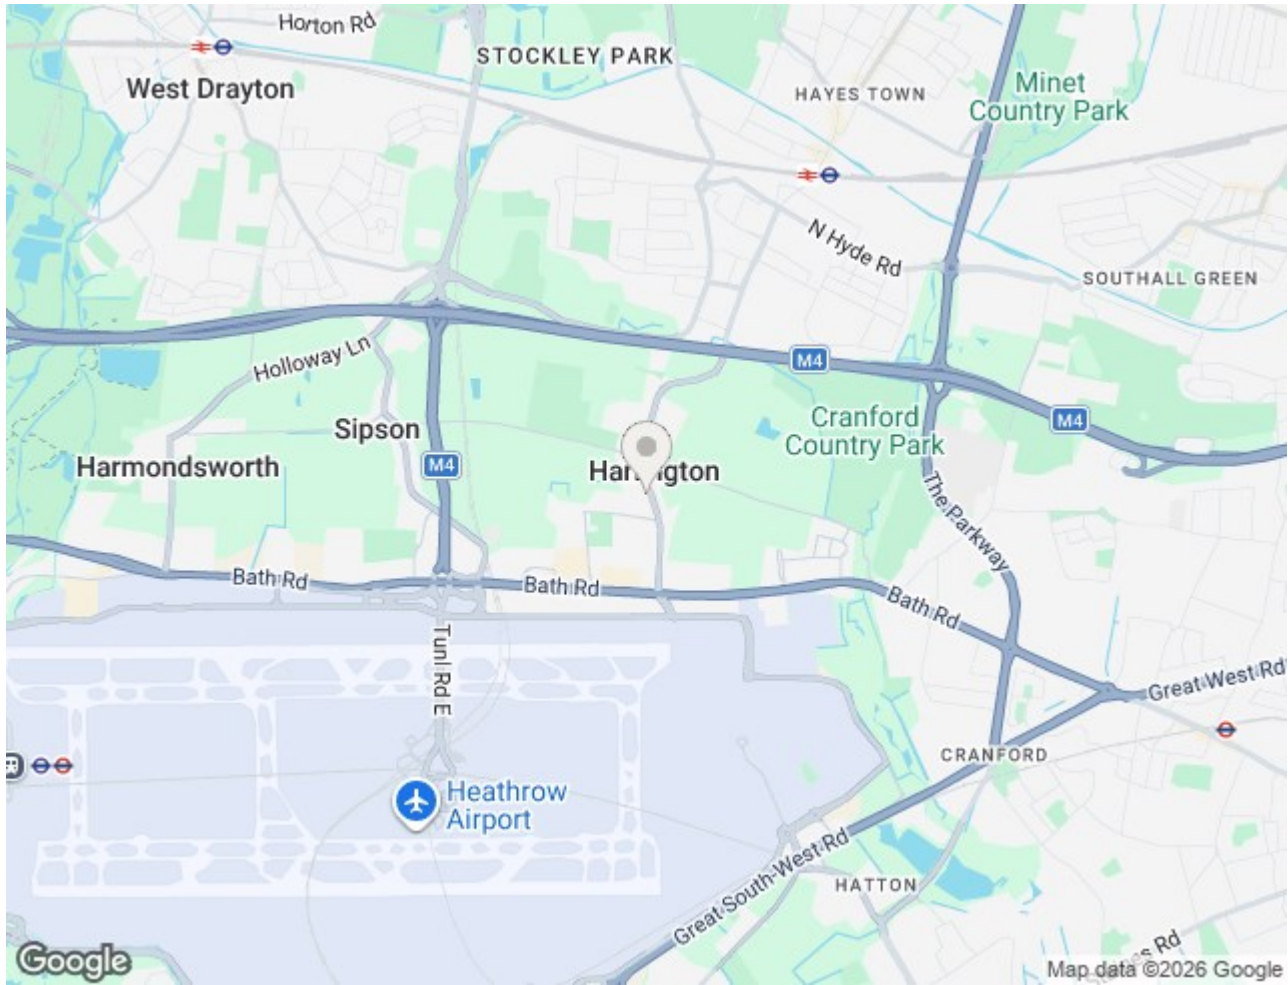 Horton Rd
STOCKLEY PARK
West Drayton
HAYES TOWN
Minet
Country Park
N Hyde Rd
SOUTHALL GREEN
Holloway Ln
M4
Cranford
Country Park
M4
Sipson
Harmondsworth
M4
The Parkway
Bath Rd
Bath Rd
Bath Rd
Tunl Rd E
Great West Rd
CRANFORD
Heathrow
Airport
Great South-West Rd
HATTON
Rd
Google
Map data ©2026 Google